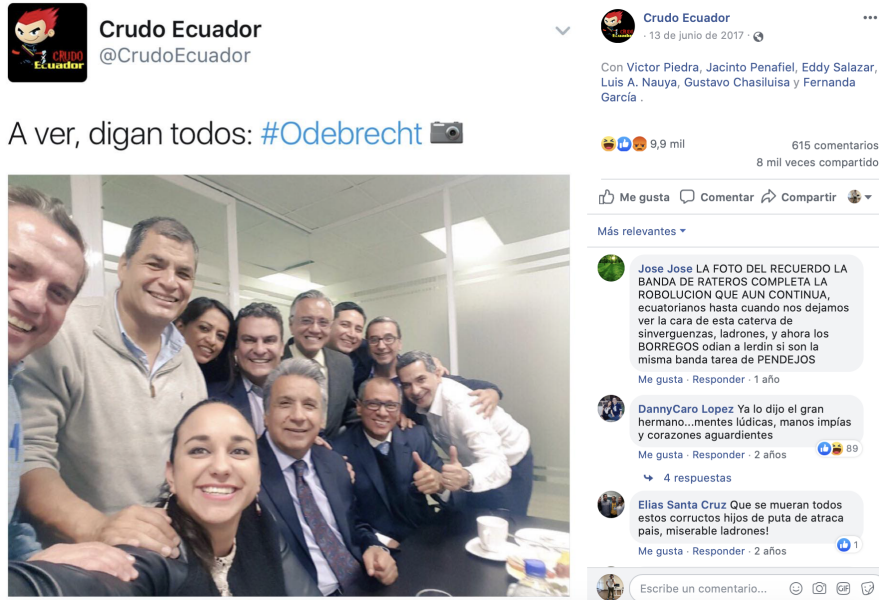 Crudo Ecuador
@CrudoEcuador
CRUDO
Ecuador
A ver, digan todos: #Odebrecht
Crudo Ecuador
· 13 de junio de 2017 ·
Con Victor Piedra, Jacinto Penafiel, Eddy Salazar,
Luis A. Nauya, Gustavo Chasiluisa y Fernanda
García .
9,9 mil
615 comentarios
8 mil veces compartido
Me gusta
Comentar
Compartir
Más relevantes
Jose Jose LA FOTO DEL RECUERDO LA
BANDA DE RATEROS COMPLETA LA
ROBOLUCION QUE AUN CONTINUA,
ecuatorianos hasta cuando nos dejamos
ver la cara de esta caterva de
sinverguenzas, ladrones, y ahora los
BORREGOS odian a lerdin si son la
misma banda tarea de PENDEJOS
Me gusta · Responder · 1 año
DannyCaro Lopez Ya lo dijo el gran
hermano...mentes lúdicas, manos impías
y corazones aguardientes
89
Me gusta · Responder · 2 años
4 respuestas
Elias Santa Cruz Que se mueran todos
estos corructos hijos de puta de atraca
pais, miserable ladrones!
1
Me gusta · Responder · 2 años
Escribe un comentario...
GIF